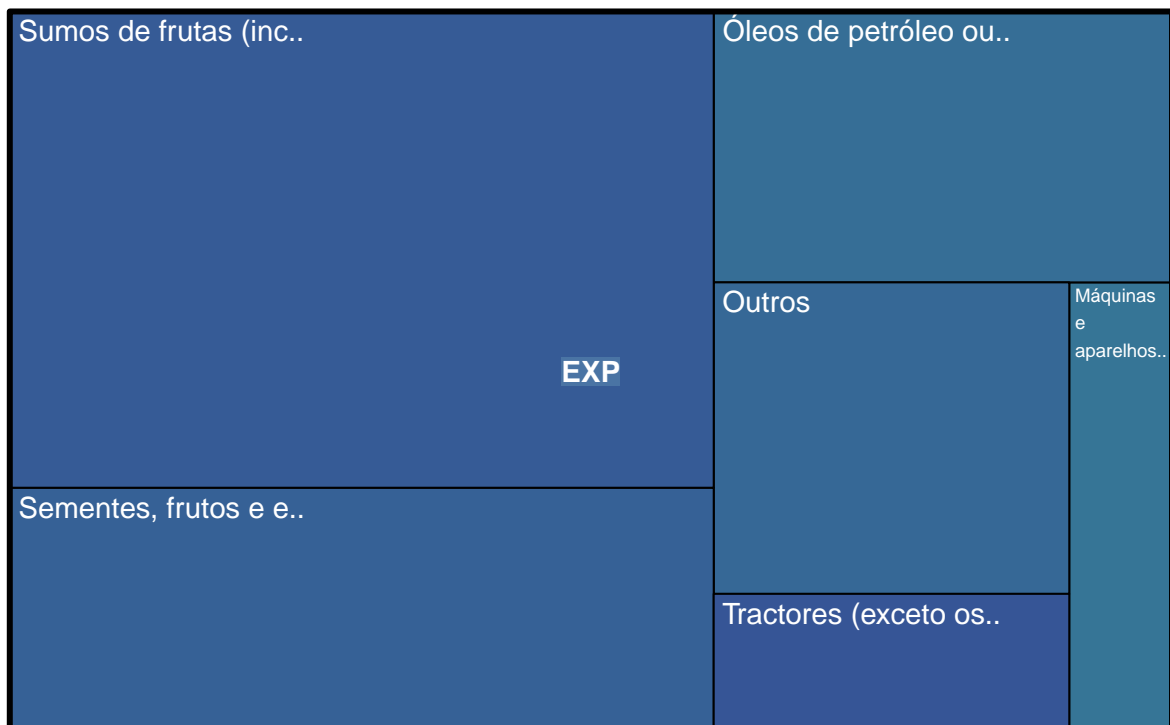 Sumos de frutas (inc..
Óleos de petróleo ou..
Outros
Máquinas
e
aparelhos..
EXP
Sementes, frutos e e..
Tractores (exceto os..